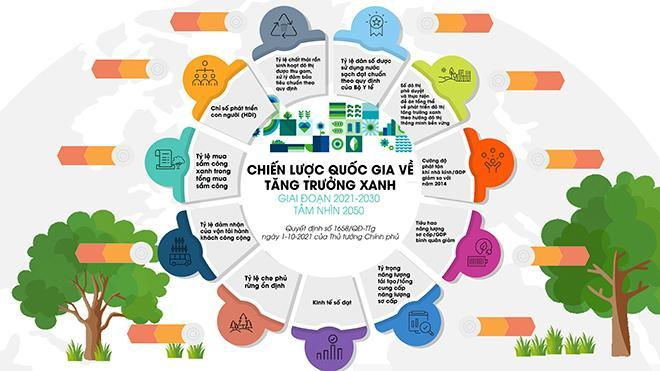 Tỷ lệ chất thải rắn
sinh hoạt đô thị
được thu gom,
xử lý đảm bảo
tiêu chuẩn theo
quy định
Tỷ lệ dân số được
sử dụng nước
sạch đạt chuẩn
theo quy định
của Bộ Y tế
Chỉ số phát triển
con người (HDI)
Số đô thị
phê duyệt
và thực hiện
đề án tổng thể
về phát triển đô thị
tăng trưởng xanh
theo hướng đô thị
thông minh bền vững
Tỷ lệ mua
sắm công
xanh trong
tổng mua
sắm công
Cường độ
phát tán
khí nhà kính/GDP
giảm so với
năm 2014
CHIẾN LƯỢC QUỐC GIA VỀ
TĂNG TRƯỞNG XANH
GIAI ĐOẠN 2021-2030
TẦM NHÌN 2050
Quyết định số 1658/QĐ-TTg
ngày 1-10-2021 của Thủ tướng Chính phủ
Tỷ lệ đảm nhận
của vận tải hành
khách công cộng
Tiêu hao
năng lượng
sơ cấp/GDP
bình quân giảm
Tỷ lệ che phủ
rừng ổn định
Kinh tế số đạt
Tỷ trọng
năng lượng
tái tạo/tổng
cung cấp
năng lượng
sơ cấp